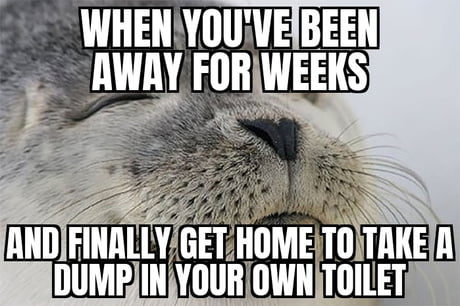 WHEN YOU'VE BEEN
AWAY FOR WEEKS
AND FINALLY GET HOME TO TAKE A
DUMP IN YOUR OWN TOILET